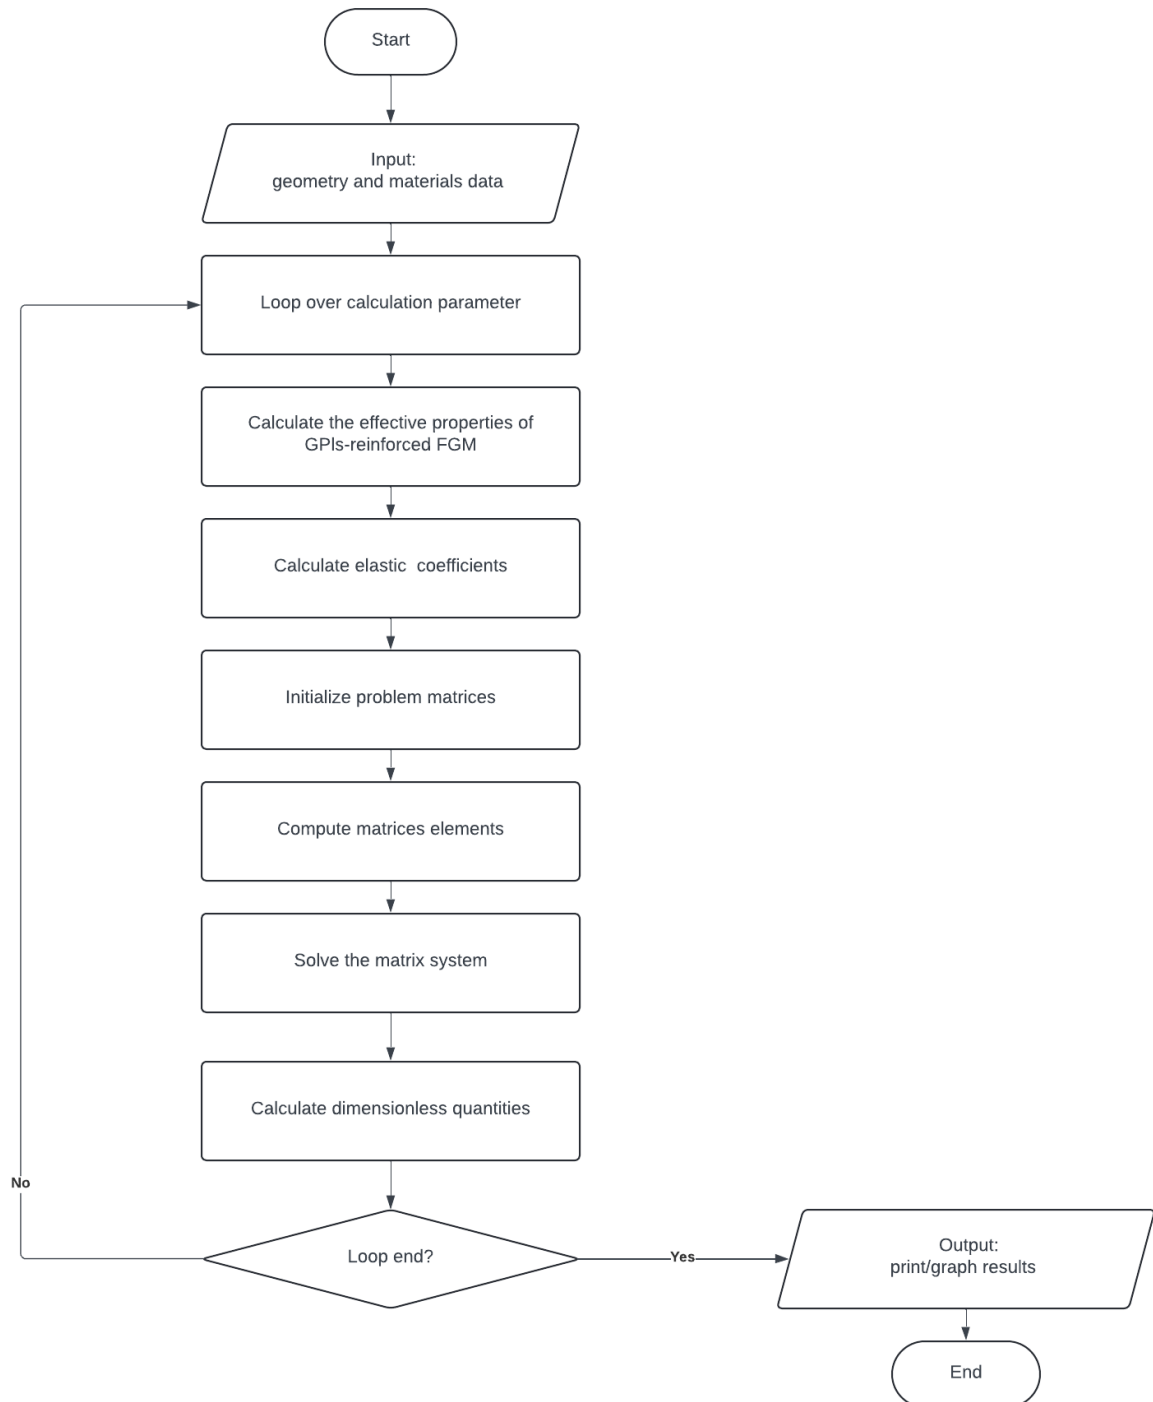 Start
Input:
geometry and materials data
Loop over calculation parameter
Calculate the effective properties of
GPls-reinforced FGM
Calculate elastic  coefficients
Initialize problem matrices
Compute matrices elements
Solve the matrix system
Calculate dimensionless quantities
No
Loop end?
Yes
Output:
print/graph results
End